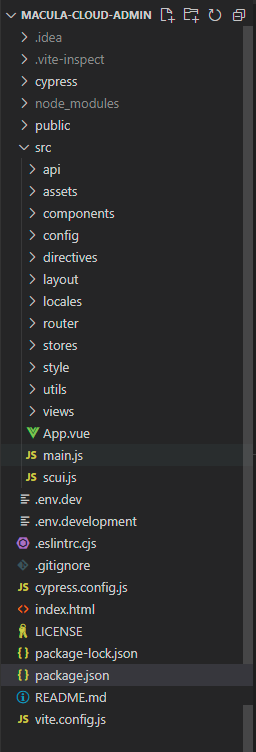 MACULA-CLOUD-ADMIN
.idea
.vite-inspect
cypress
node_modules
public
src
api
assets
components
config
directives
layout
locales
router
stores
style
utils
views
App.vue
JS main.js
JS scui.js
.env.dev
.env.development
.eslintrc.cjs
.gitignore
JS cypress.config.js
<> index.html
LICENSE
{} package-lock.json
{} package.json
README.md
JS vite.config.js